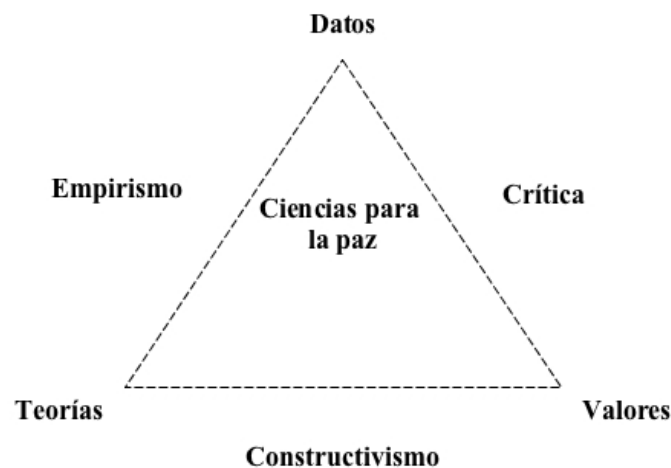 Datos
Empirismo
Crítica
Ciencias para
la paz
Teorías
Valores
Constructivismo